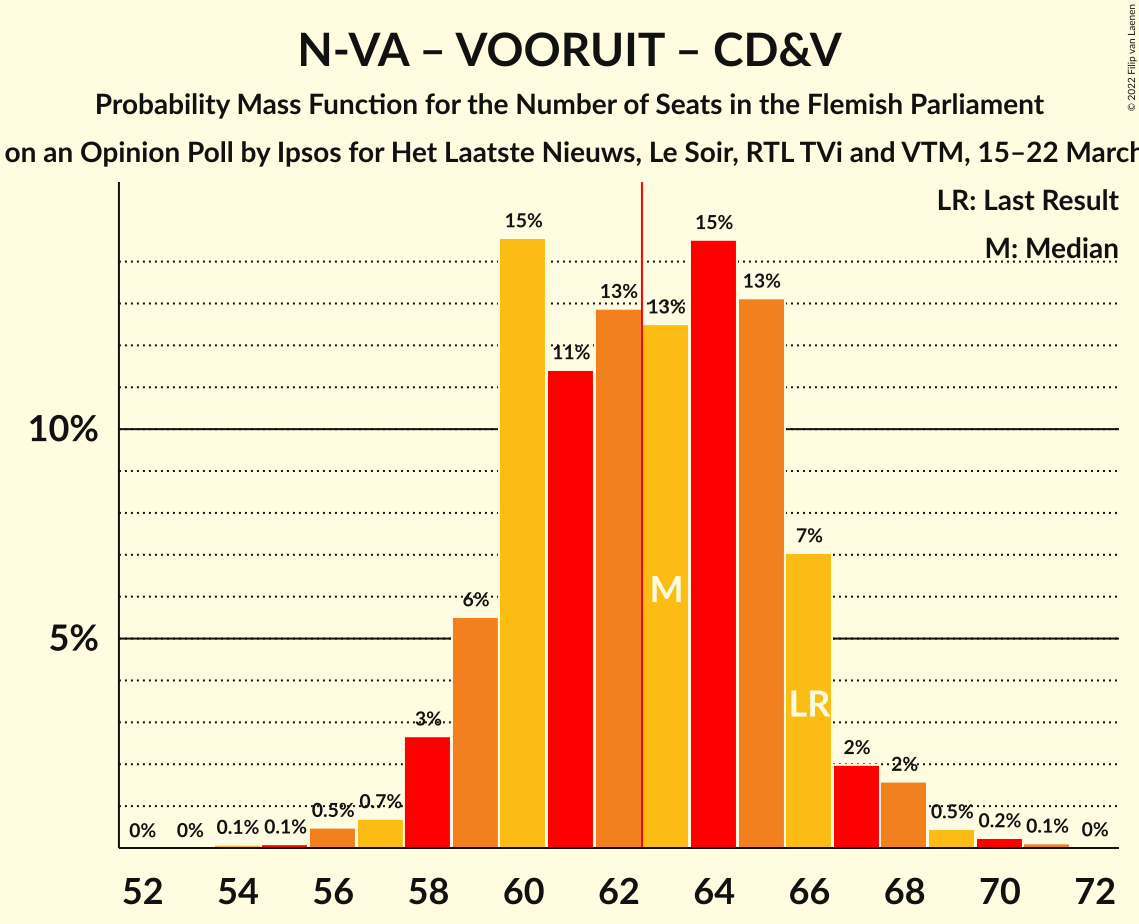 N-VA – VOORUIT – CD&V
Probability Mass Function for the Number of Seats in the Flemish Parliament
on an Opinion Poll by Ipsos for Het Laatste Nieuws, Le Soir, RTL TVi and VTM, 15–22 March
© 2022 Filip van Laenen
LR: Last Result
M: Median
15% 15%
13% 13% 13%
11%
10%
7%
M
6%
5%
LR
3% 2% 2%
0% 0% 0.1% 0.1% 0.5% 0.7% 0.5% 0.2% 0.1% 0%
52 54 56 58 60 62 64 66 68 70 72